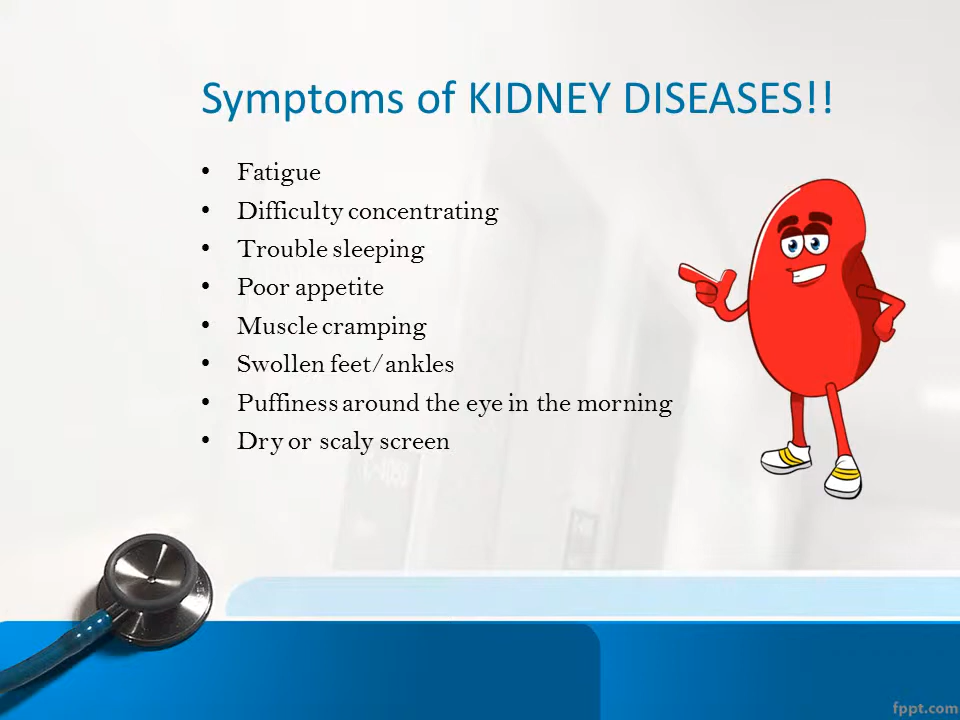 Symptoms of KIDNEY DISEASES!!
• Fatigue
• Difficulty concentrating
• Trouble sleeping
• Poor appetite
• Muscle cramping
• Swollen feet/ankles
• Puffiness around the eye in the morning
• Dry or scaly screen
fppt.com